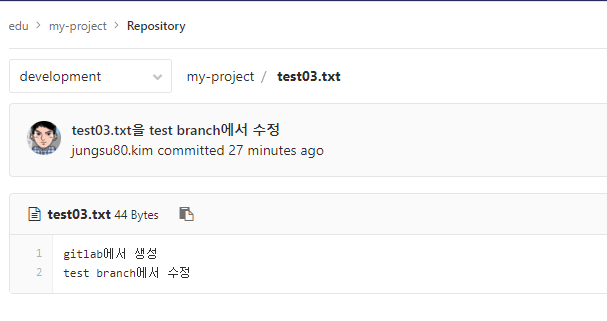 edu > my-project > Repository
development
my-project / test03.txt
test03.txt을 test branch에서 수정
jungsu80.kim committed 27 minutes ago
test03.txt 44 Bytes
1 gitlab에서 생성
2 test branch에서 수정